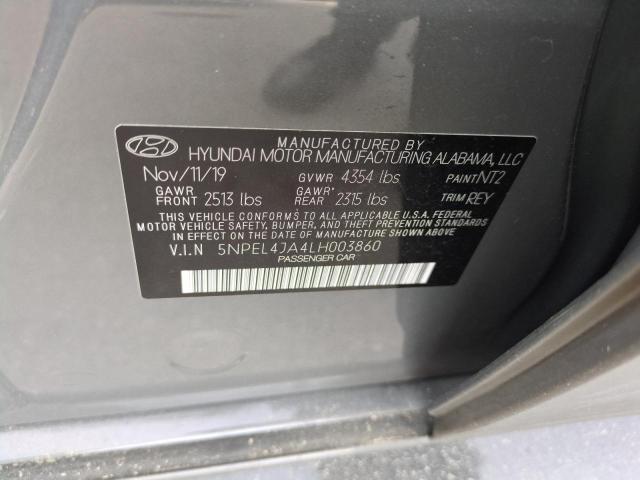 MANUFACTURED BY
HYUNDAI MOTOR MANUFACTURING ALABAMA, LLC
Nov/11/19 GVWR 4354 lbs PAINT NT2
GAWR FRONT 2513 lbs GAWR* REAR 2315 lbs TRIM REY
THIS VEHICLE CONFORMS TO ALL APPLICABLE U.S.A. FEDERAL
MOTOR VEHICLE SAFETY, BUMPER, AND THEFT PREVENTION STANDARDS
IN EFFECT ON THE DATE OF MANUFACTURE SHOWN ABOVE.
V.I.N 5NPEL4JA4LH003860
PASSENGER CAR